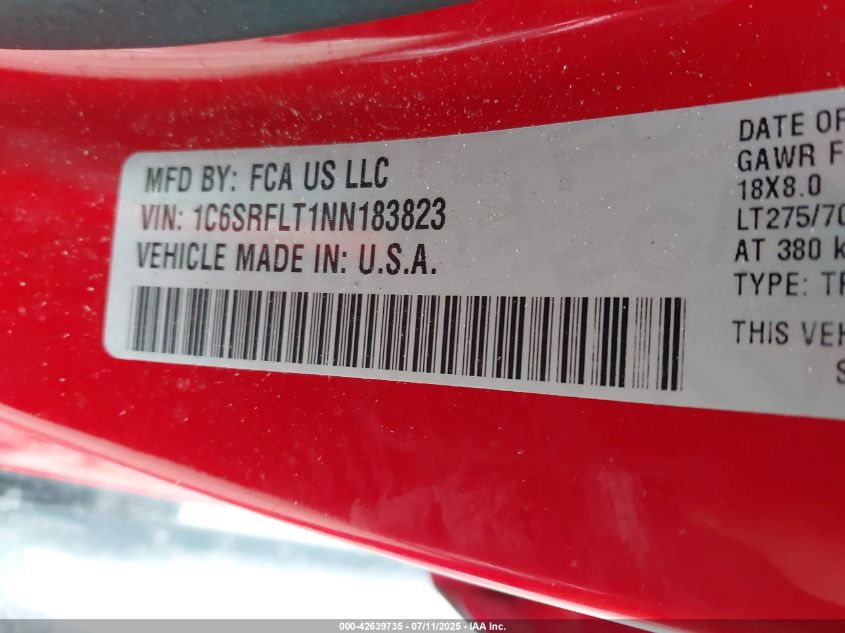 MFD BY: FCA US LLC
VIN: 1C6SRFLT1NN183823
VEHICLE MADE IN: U.S.A.
DATE OF
GAWR F
18X8.0
LT275/70
AT 380 k
TYPE: TR
THIS VEH
S
000-42639735 - 07/11/2025 - IAA Inc.